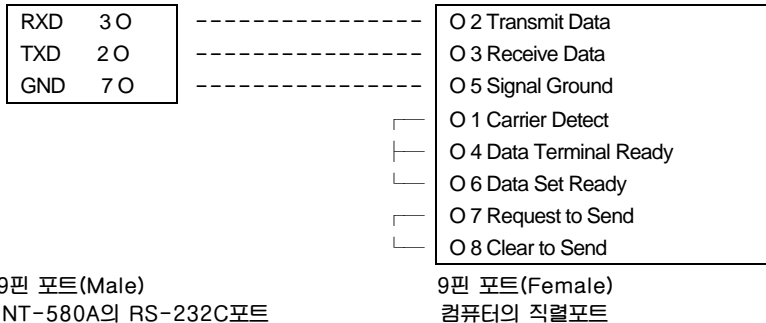 RXD 3 O ---------------- O 2 Transmit Data
TXD 2 O ---------------- O 3 Receive Data
GND 7 O ---------------- O 5 Signal Ground
O 1 Carrier Detect
O 4 Data Terminal Ready
O 6 Data Set Ready
O 7 Request to Send
O 8 Clear to Send
9핀 포트(Male) 9핀 포트(Female)
NT-580A의 RS-232C포트 컴퓨터의 직렬포트